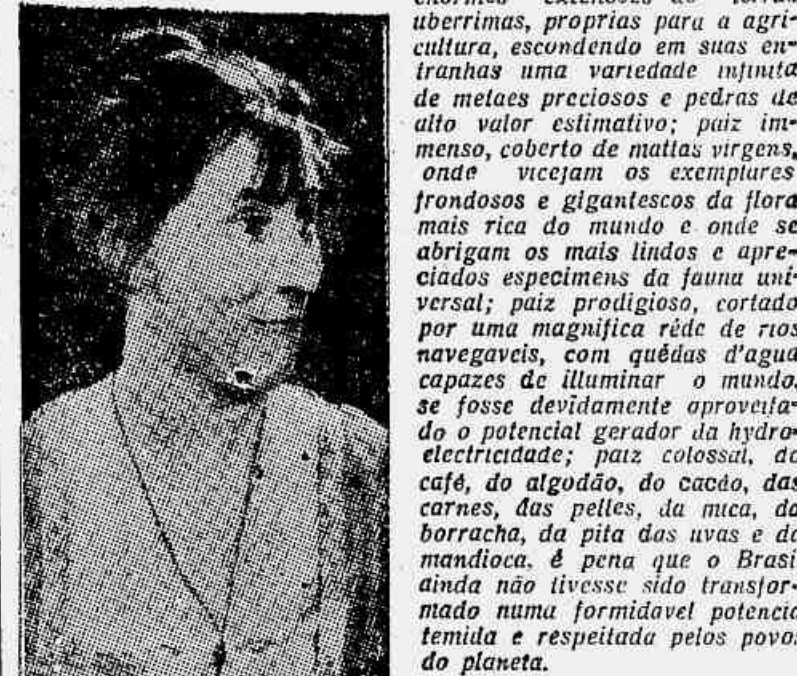 uberrimas, proprias para a agri-
cultura, escondendo em suas en-
tranhas uma variedade infinita
de metaes preciosos e pedras de
alto valor estimativo; paiz im-
menso, coberto de mattas virgens,
onde vicejam os exemplares
frondosos e gigantescos da flora
mais rica do mundo e onde se
abrigam os mais lindos e apre-
ciados especimens da fauna uni-
versal; paiz prodigioso, cortado
por uma magnifica rêde de rios
navegaveis, com quédas d'agua
capazes de illuminar o mundo,
se fosse devidamente aproveita-
do o potencial gerador da hydro-
electricidade; paiz colossal, do
café, do algodão, do cacáo, das
carnes, das pelles, da mica, da
borracha, da pita das uvas e da
mandioca, é pena que o Brasil
ainda não tivesse sido transfor-
mado numa formidavel potencia
temida e respeitada pelos povos
do planeta.